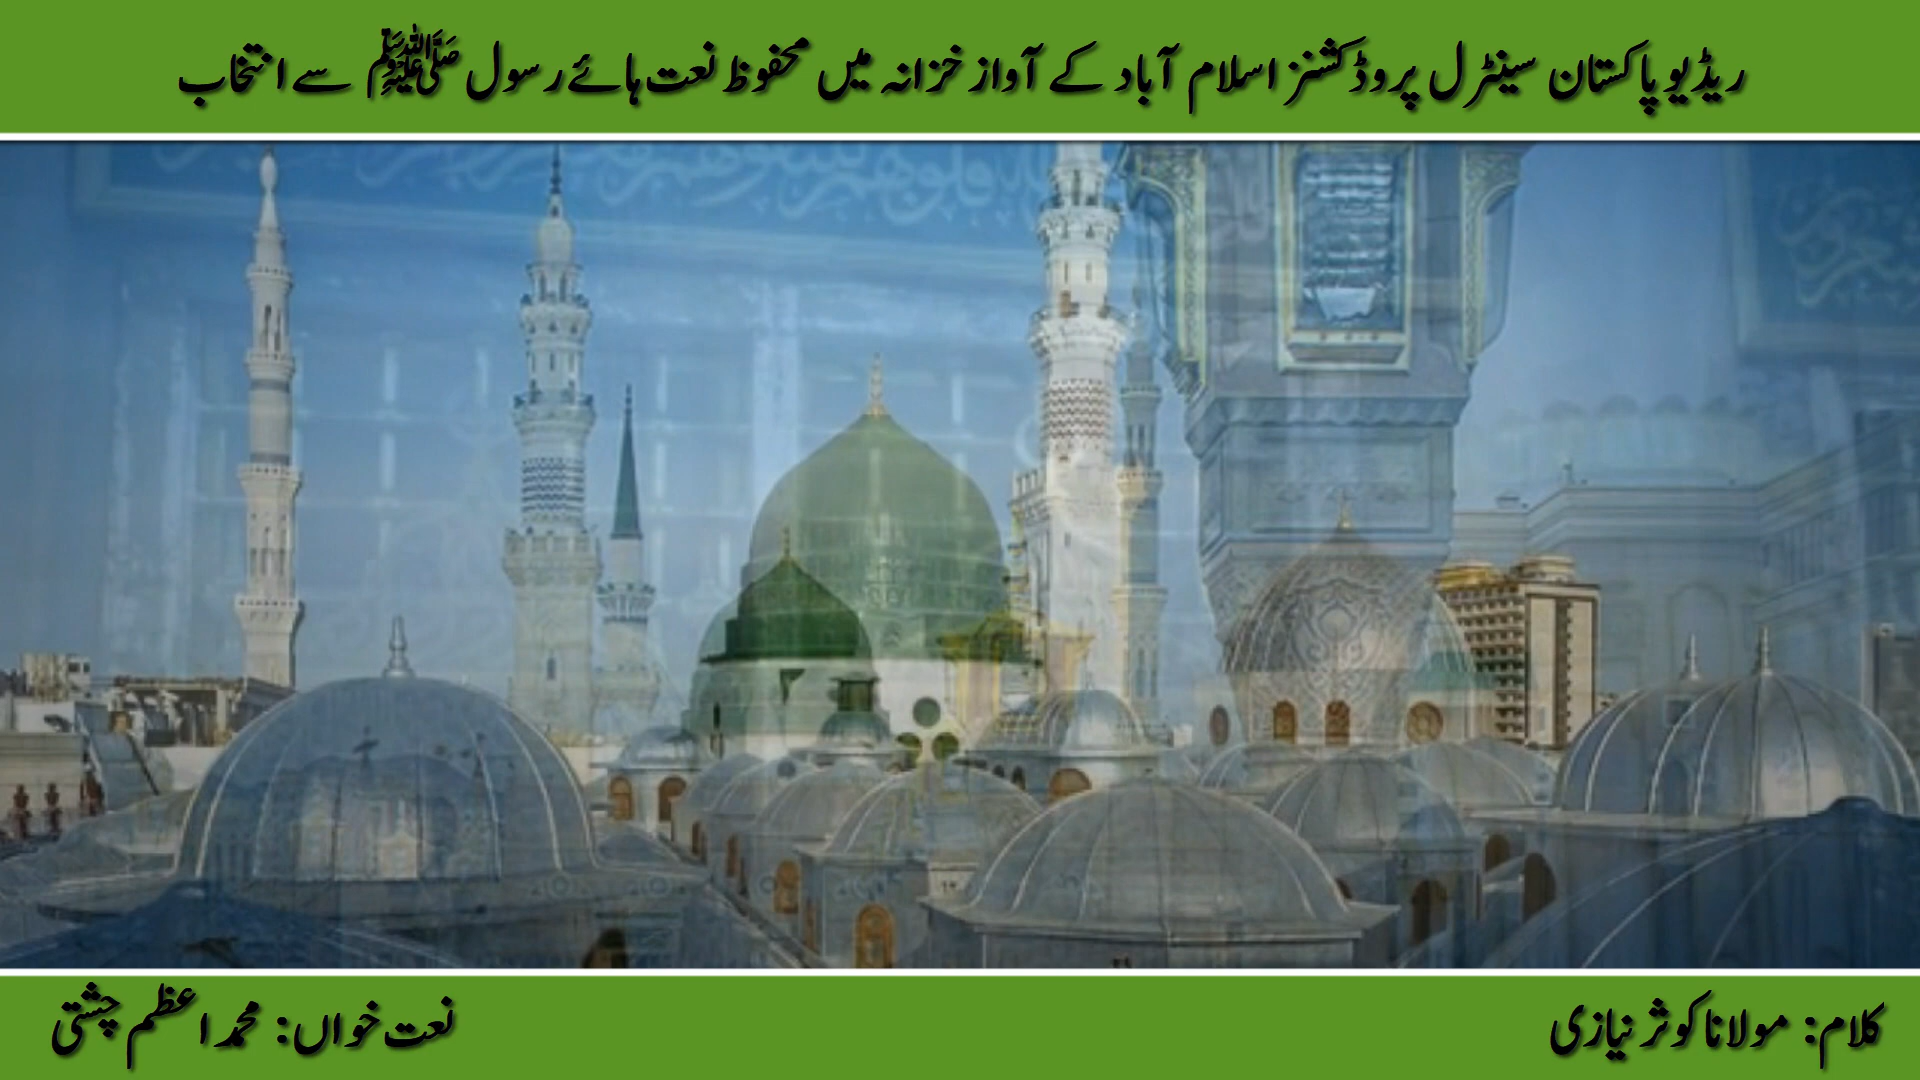 ریڈیو پاکستان سینٹرل پروڈکشنز اسلام آباد کے آواز خزانہ میں محفوظ نعت ہائے رسول ﷺ سے انتخاب
کلام: مولانا کوثر نیازی
نعت خواں: محمد اعظم چشتی